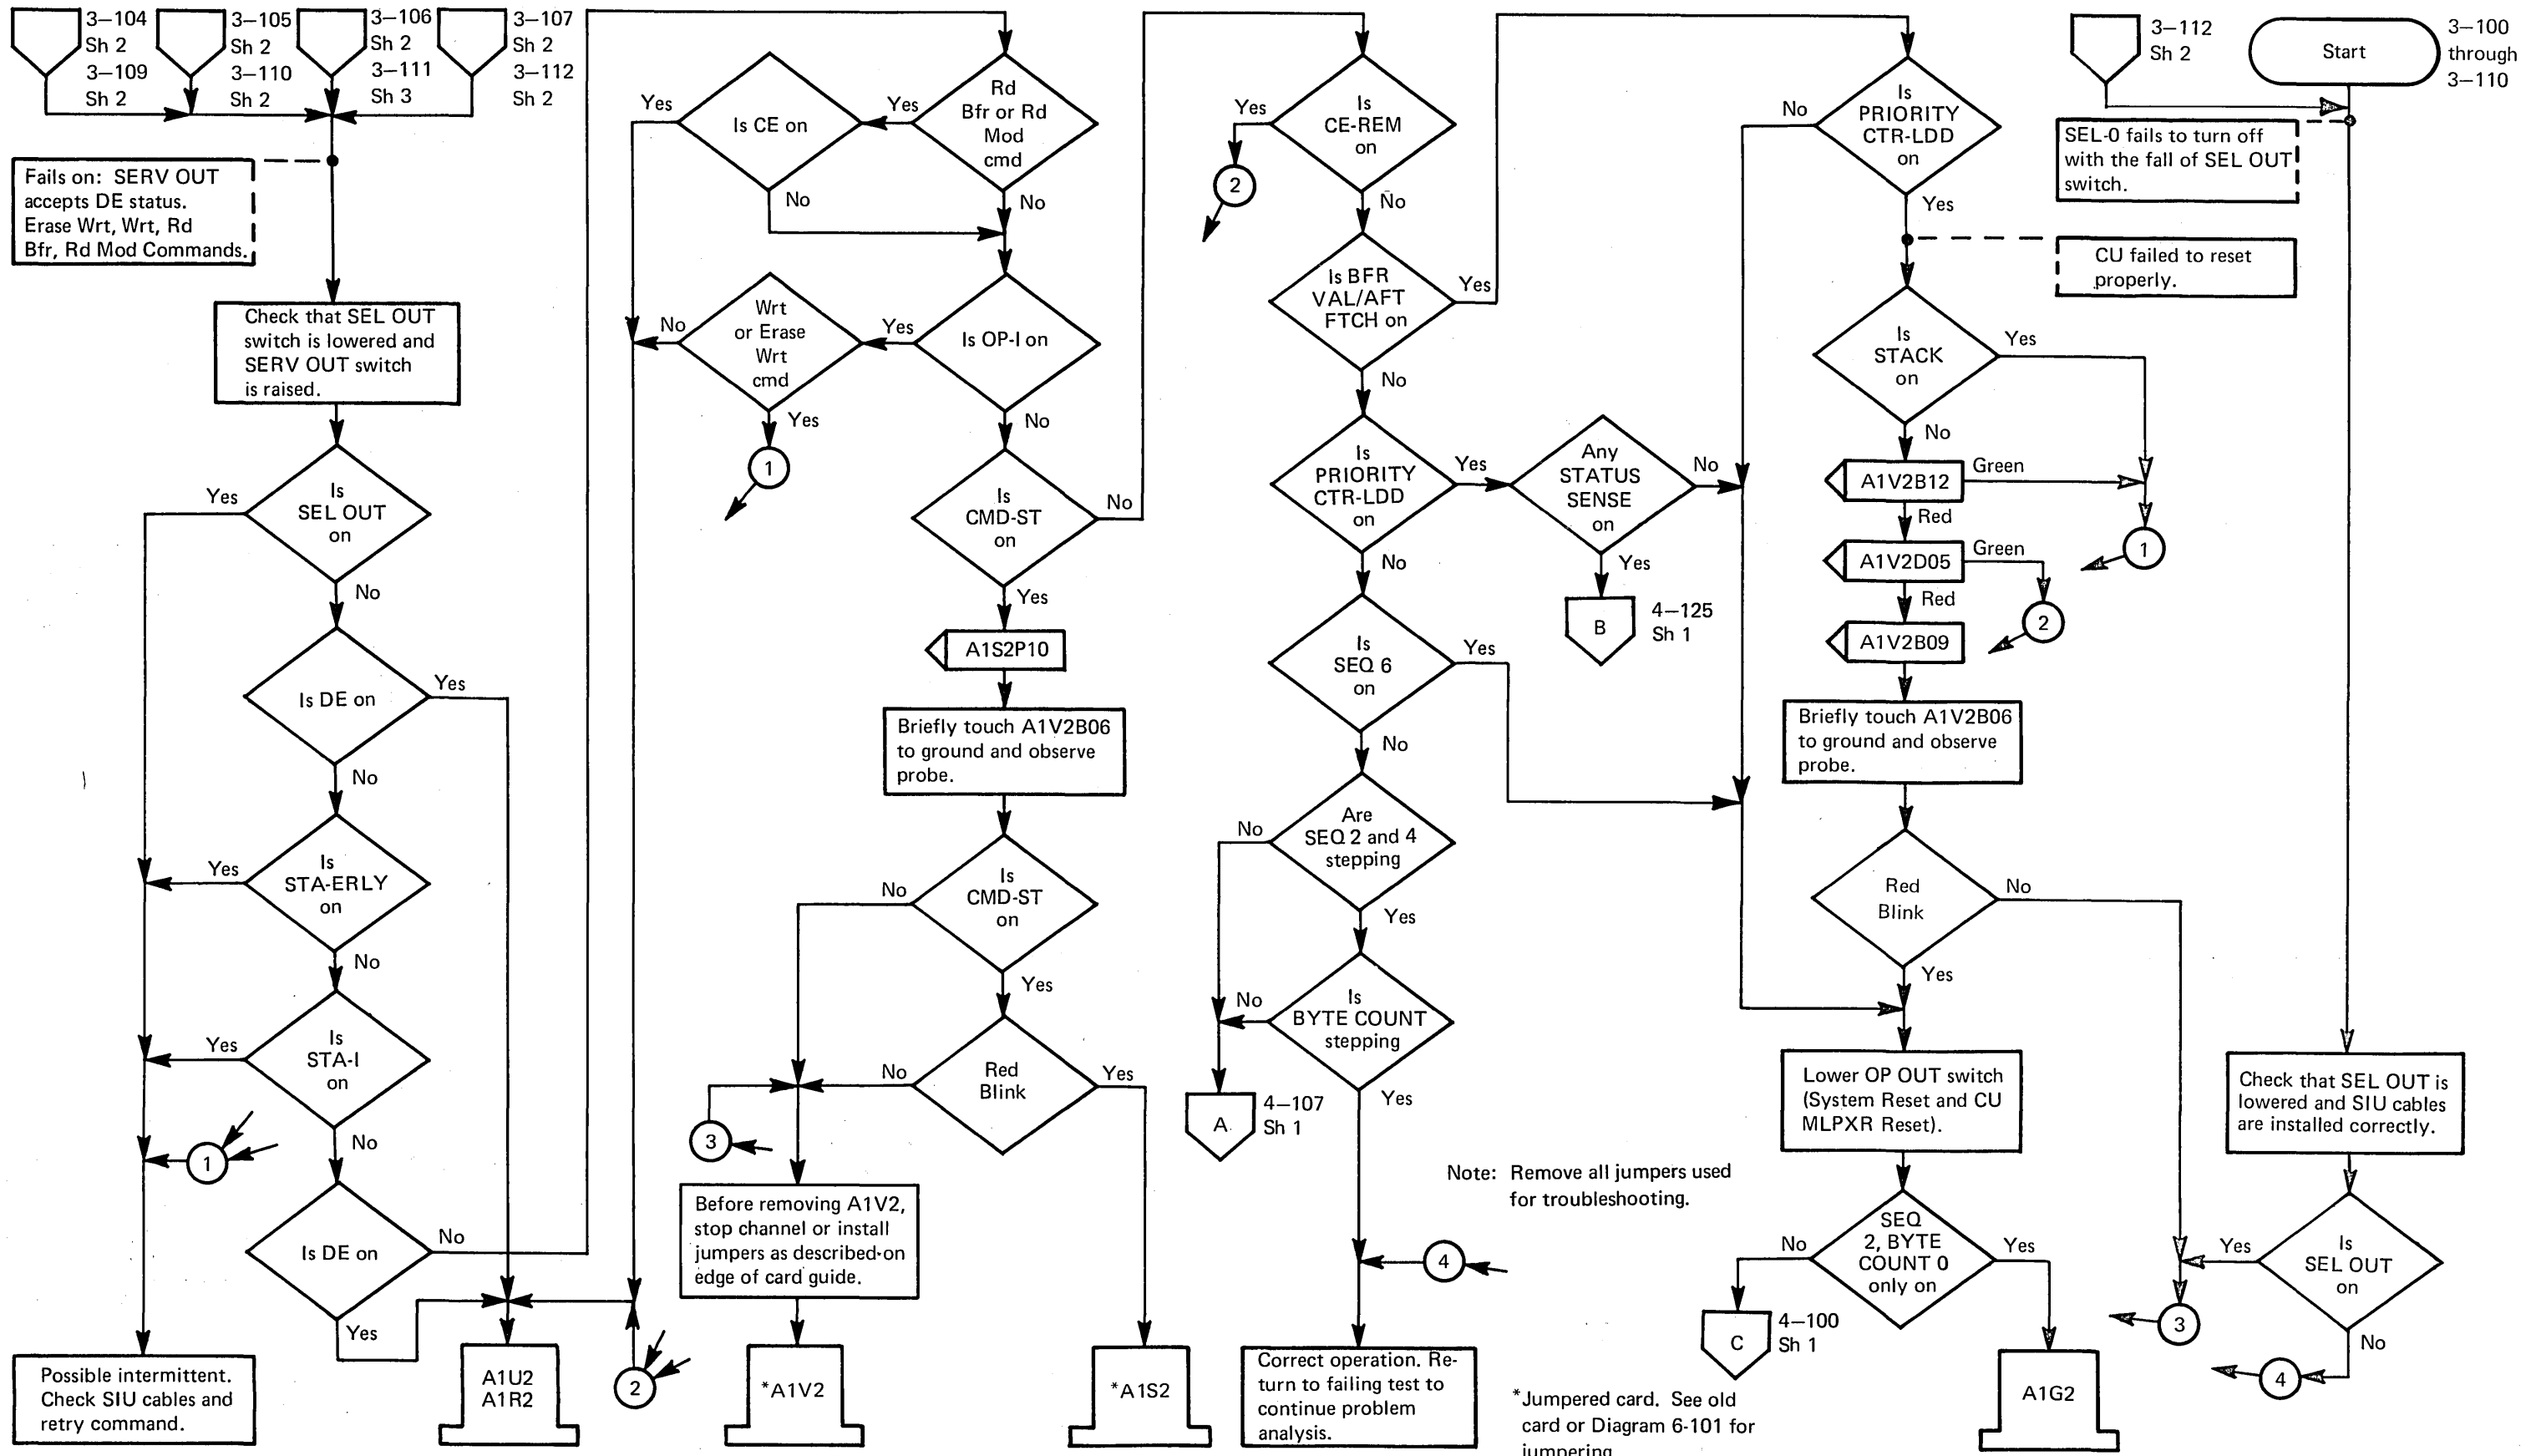 3–104
Sh 2
3–109
Sh 2
3–105
Sh 2
3–110
Sh 2
3–106
Sh 2
3–111
Sh 3
3–107
Sh 2
3–112
Sh 2
Fails on: SERV OUT
accepts DE status.
Erase Wrt, Wrt, Rd
Bfr, Rd Mod Commands.
Check that SEL OUT
switch is lowered and
SERV OUT switch
is raised.
Is
SEL OUT
on
Yes
No
Is DE on
Yes
No
Is
STA-ERLY
on
Yes
No
Is
STA-I
on
Yes
No
1
Is DE on
No
Yes
Possible intermittent.
Check SIU cables and
retry command.
A1U2
A1R2
2
Rd
Bfr or Rd
Mod
cmd
Yes
No
Is CE on
Yes
No
Is OP-I on
Yes
No
Wrt
or Erase
Wrt
cmd
No
Yes
1
Is
CMD-ST
on
No
Yes
A1S2P10
Briefly touch A1V2B06
to ground and observe
probe.
Is
CMD-ST
on
No
Yes
Red
Blink
No
Yes
3
Before removing A1V2,
stop channel or install
jumpers as described on
edge of card guide.
*A1V2
*A1S2
Is
CE-REM
on
Yes
No
2
Is BFR
VAL/AFT
FTCH on
Yes
No
Is
PRIORITY
CTR-LDD
on
Yes
No
Any
STATUS
SENSE
on
No
Yes
B
4–125
Sh 1
Is
SEQ 6
on
Yes
No
Are
SEQ 2 and 4
stepping
No
Yes
Is
BYTE COUNT
stepping
No
Yes
A
4–107
Sh 1
4
Correct operation. Re-
turn to failing test to
continue problem
analysis.
Note: Remove all jumpers used
for troubleshooting.
*Jumpered card. See old
card or Diagram 6-101 for
jumpering
Is
PRIORITY
CTR-LDD
on
No
Yes
CU failed to reset
properly.
Is
STACK
on
Yes
No
A1V2B12
Green
Red
1
A1V2D05
Green
Red
2
A1V2B09
Briefly touch A1V2B06
to ground and observe
probe.
Red
Blink
No
Yes
Lower OP OUT switch
(System Reset and CU
MLPXR Reset).
SEQ
2, BYTE
COUNT 0
only on
No
Yes
C
4–100
Sh 1
A1G2
3–112
Sh 2
Start
3–100
through
3–110
SEL-0 fails to turn off
with the fall of SEL OUT
switch.
Check that SEL OUT is
lowered and SIU cables
are installed correctly.
Is
SEL OUT
on
Yes
No
3
4